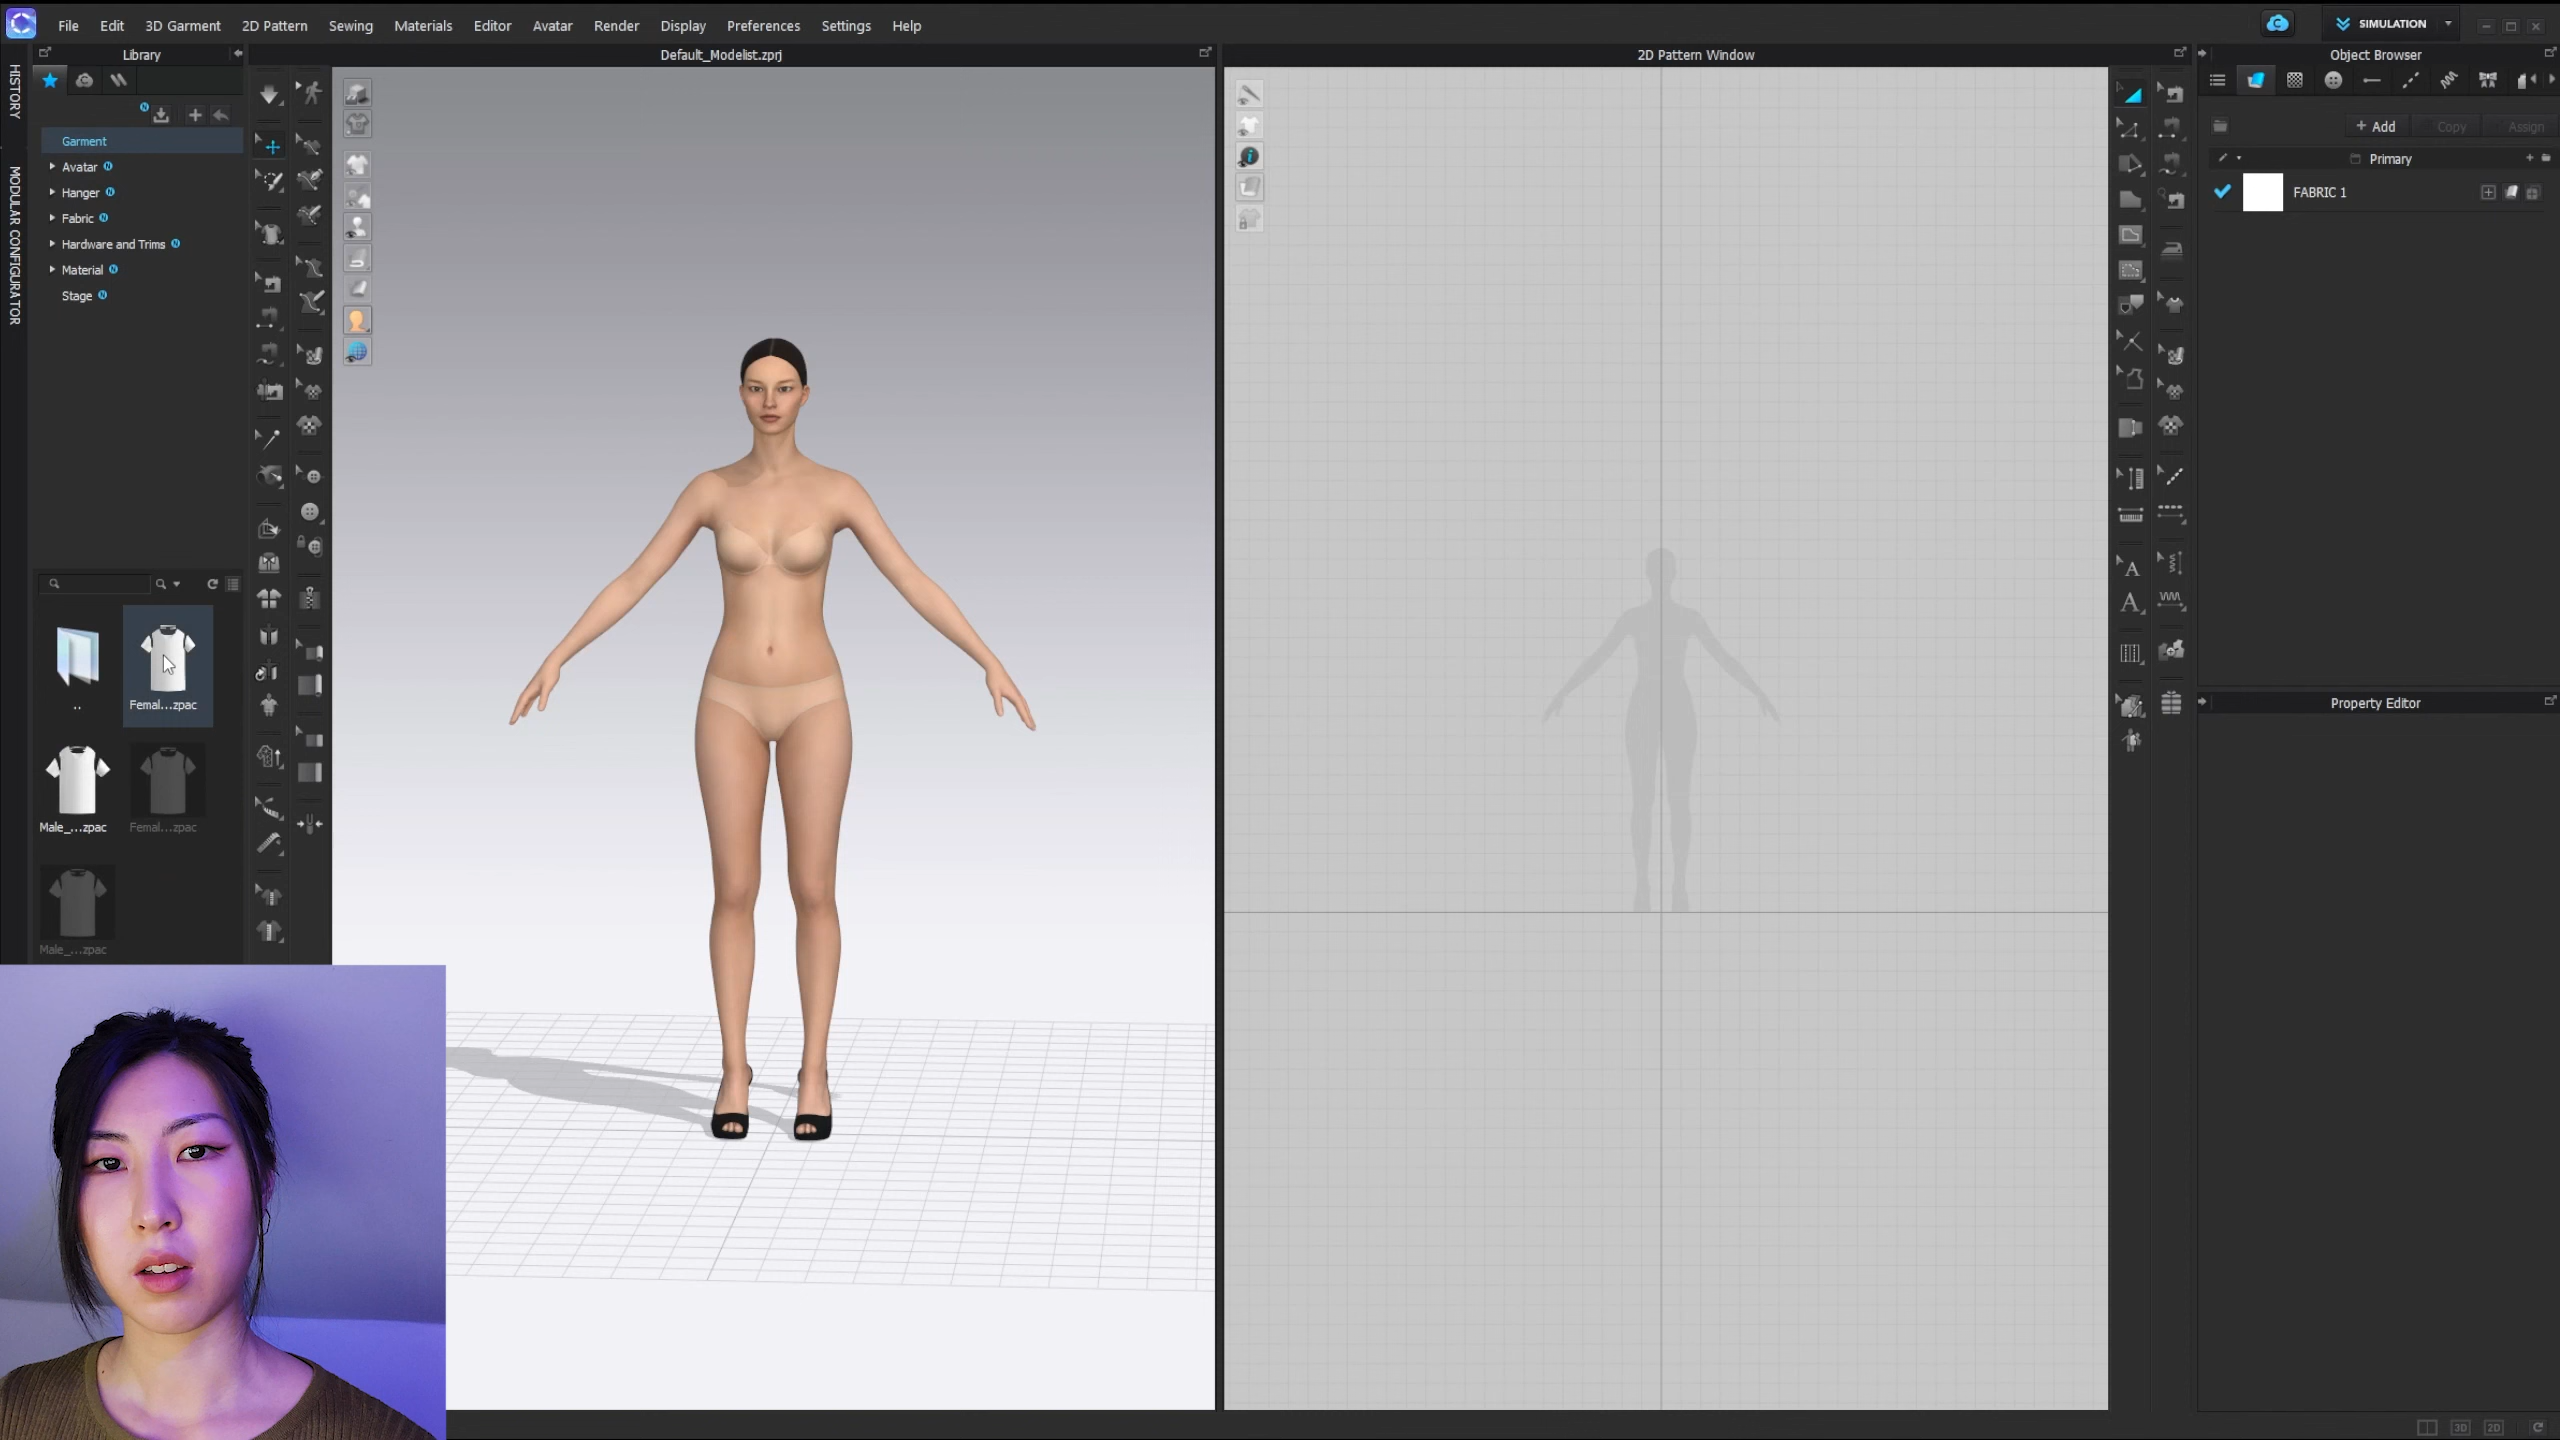 File Edit 3D Garment 2D Pattern Sewing Materials Editor Avatar Render Display Preferences Settings Help
SIMULATION
HISTORY
MODULAR CONFIGURATOR
Library
Garment
Avatar N
Hanger N
Fabric N
Hardware and Trims N
Material N
Stage N
..
Femal...zpac
Male_...zpac
Femal...zpac
Male_...zpac
Default_Modelist.zprj
2D Pattern Window
A
A
Object Browser
+ Add Copy Assign
Primary
FABRIC 1
Property Editor
3D 2D